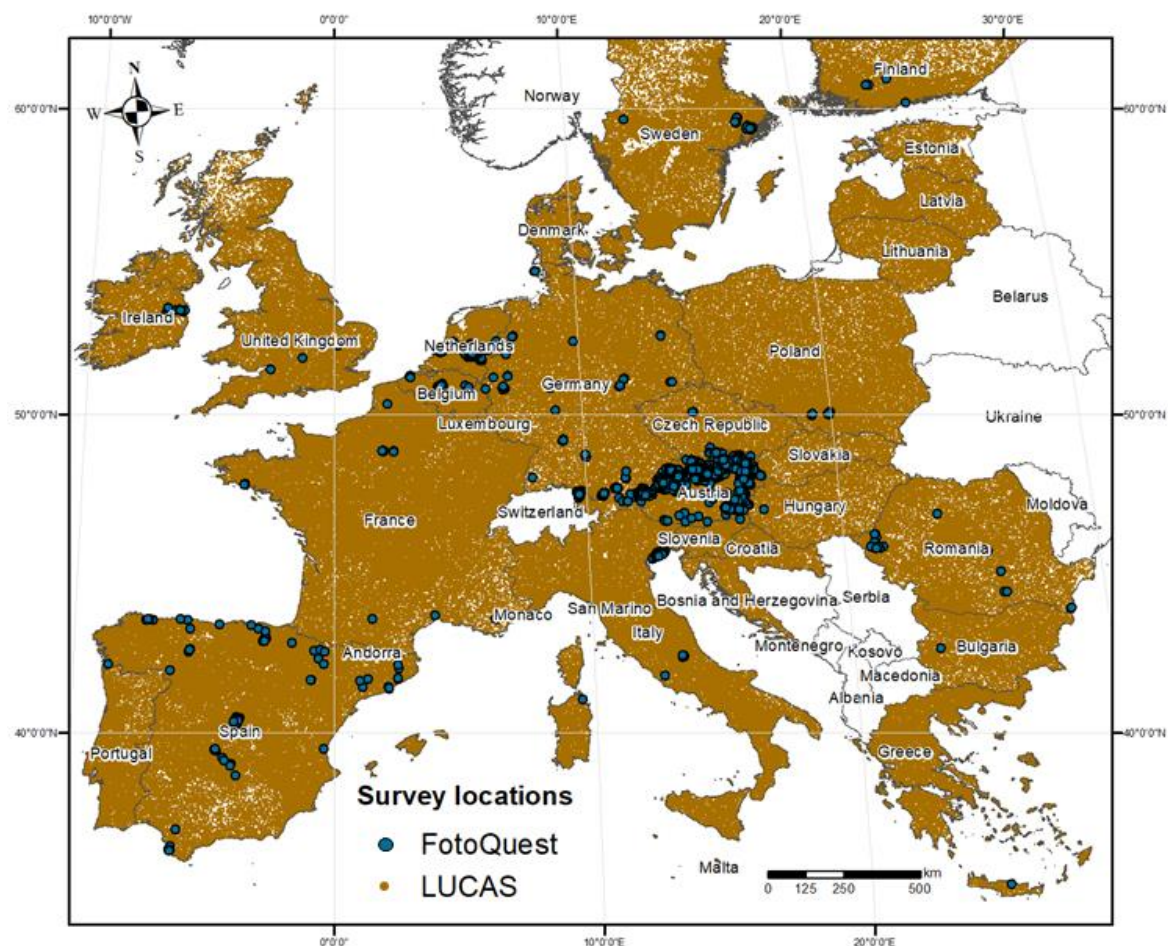 10°0'0"W 0°0'0" 10°0'0"E 20°0'0"E 30°0'0"E
N
W E
S
Finland
Norway
60°0'0"N 60°0'0"N
Sweden
Estonia
Latvia
Denmark
Lithuania
Belarus
Ireland
United Kingdom
Netherlands
Poland
Germany
Belgium
50°0'0"N 50°0'0"N
Ukraine
Luxembourg
Czech Republic
Slovakia
Austria
Moldova
Switzerland
Hungary
France
Slovenia
Croatia
Romania
Monaco
San Marino
Bosnia and Herzegovina
Serbia
Italy
Andorra
Montenegro
Kosovo
Bulgaria
Macedonia
Albania
Spain
Portugal
40°0'0"N 40°0'0"N
Greece
Survey locations
FotoQuest
LUCAS
Malta
km
0 125 250 500
0°0'0" 10°0'0"E 20°0'0"E